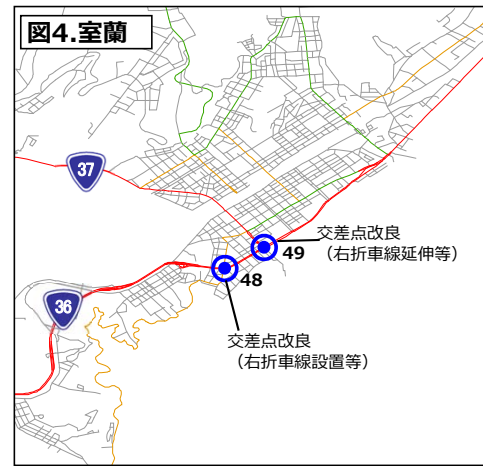 図4.室蘭
37
交差点改良
（右折車線延伸等）
49
48
36
交差点改良
（右折車線設置等）